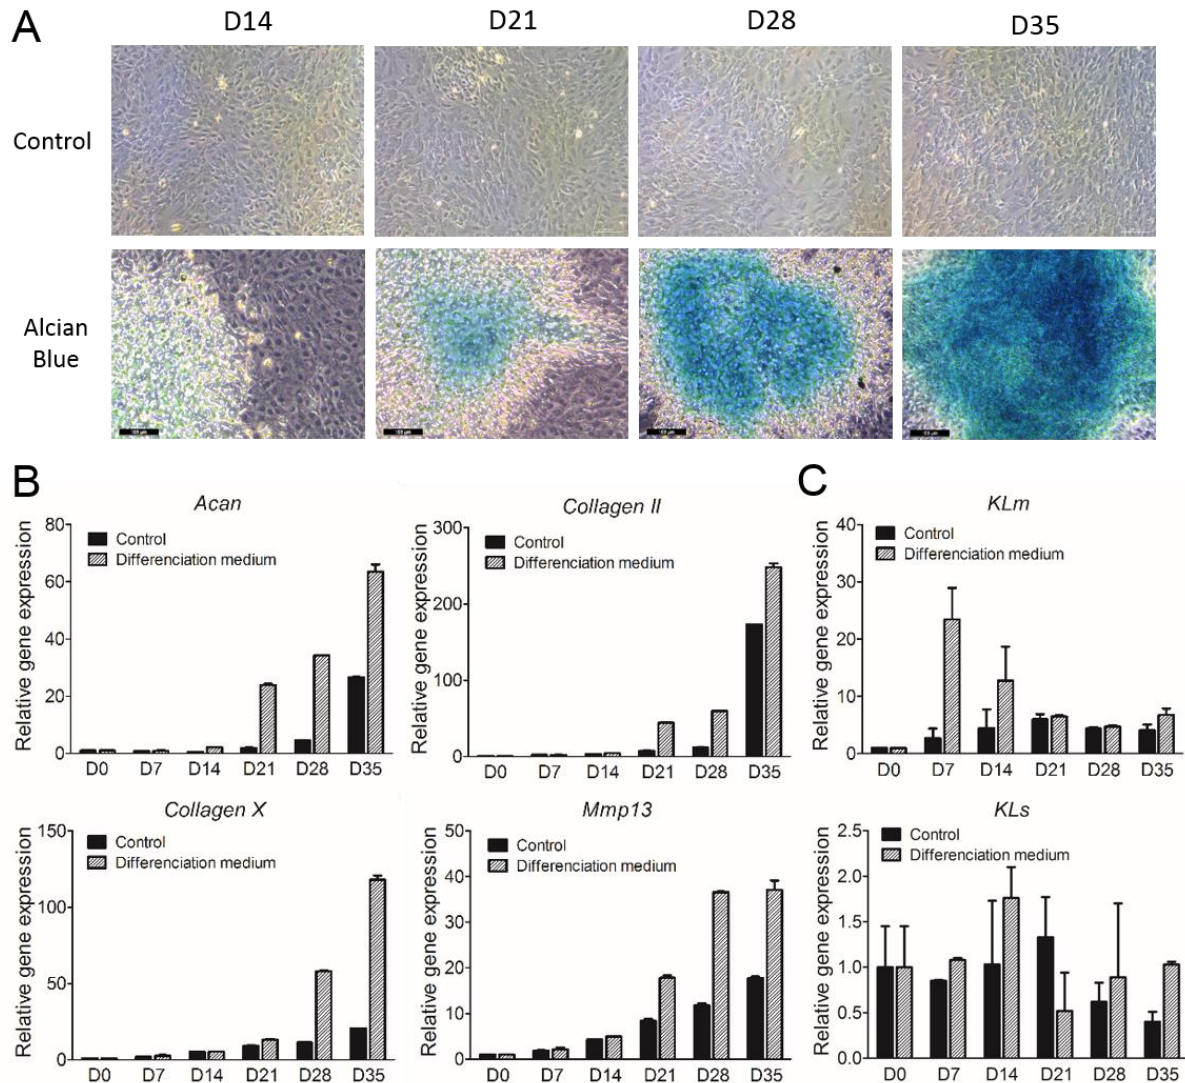 A
D14 D21 D28 D35
Control
Alcian
Blue
B
Acan
Relative gene expression
80
60
40
20
0
Control
Differenciation medium
D0 D7 D14 D21 D28 D35
Collagen II
Relative gene expression
300
200
100
0
Control
Differenciation medium
D0 D7 D14 D21 D28 D35
Collagen X
Relative gene expression
150
100
50
0
Control
Differenciation medium
D0 D7 D14 D21 D28 D35
Mmp13
Relative gene expression
50
40
30
20
10
0
Control
Differenciation medium
D0 D7 D14 D21 D28 D35
C
KLm
Relative gene expression
40
30
20
10
0
Control
Differenciation medium
D0 D7 D14 D21 D28 D35
KLs
Relative gene expression
2.5
2.0
1.5
1.0
0.5
0.0
Control
Differenciation medium
D0 D7 D14 D21 D28 D35